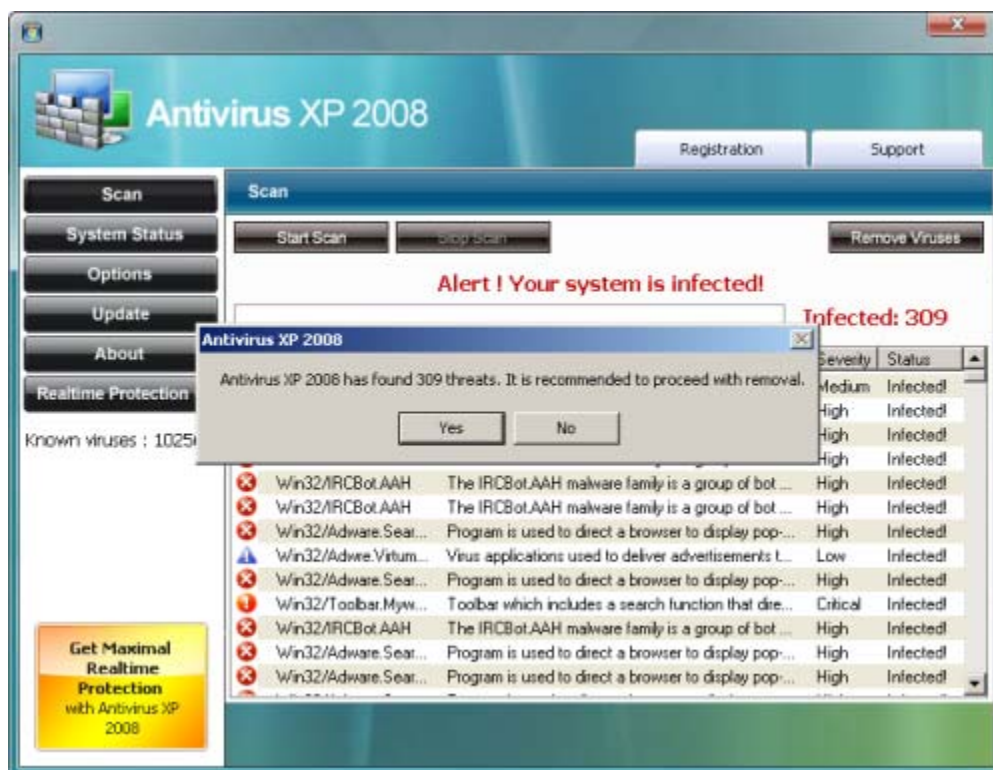 Antivirus XP 2008
Registration
Support
Scan
System Status
Options
Update
About
Realtime Protection
Known viruses : 1025
Get Maximal
Realtime
Protection
with Antivirus XP
2008
Scan
Start Scan
Stop Scan
Remove Viruses
Alert ! Your system is infected!
Infected: 309
Antivirus XP 2008
Antivirus XP 2008 has found 309 threats. It is recommended to proceed with removal.
Yes
No
Severity Status
Medium Infected!
High Infected!
High Infected!
High Infected!
Win32/IRCBot.AAH The IRCBot.AAH malware family is a group of bot ... High Infected!
Win32/IRCBot.AAH The IRCBot.AAH malware family is a group of bot ... High Infected!
Win32/Adware.Sear... Program is used to direct a browser to display pop-... High Infected!
Win32/Adwre.Virtum... Virus applications used to deliver advertisements t... Low Infected!
Win32/Adware.Sear... Program is used to direct a browser to display pop-... High Infected!
Win32/Toolbar.Myw... Toolbar which includes a search function that dire... Critical Infected!
Win32/IRCBot.AAH The IRCBot.AAH malware family is a group of bot ... High Infected!
Win32/Adware.Sear... Program is used to direct a browser to display pop-... High Infected!
Win32/Adware.Sear... Program is used to direct a browser to display pop-... High Infected!